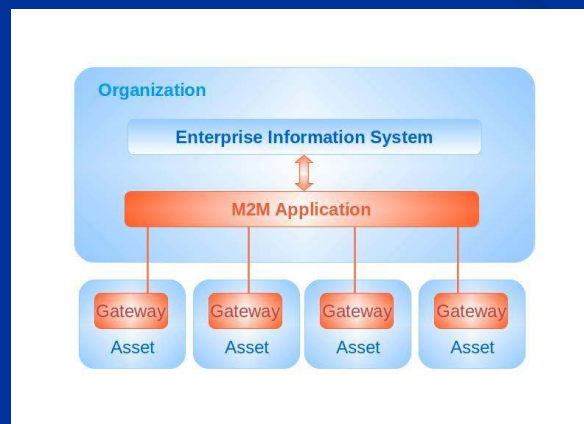 Organization
Enterprise Information System
M2M Application
Gateway Gateway Gateway Gateway
Asset Asset Asset Asset